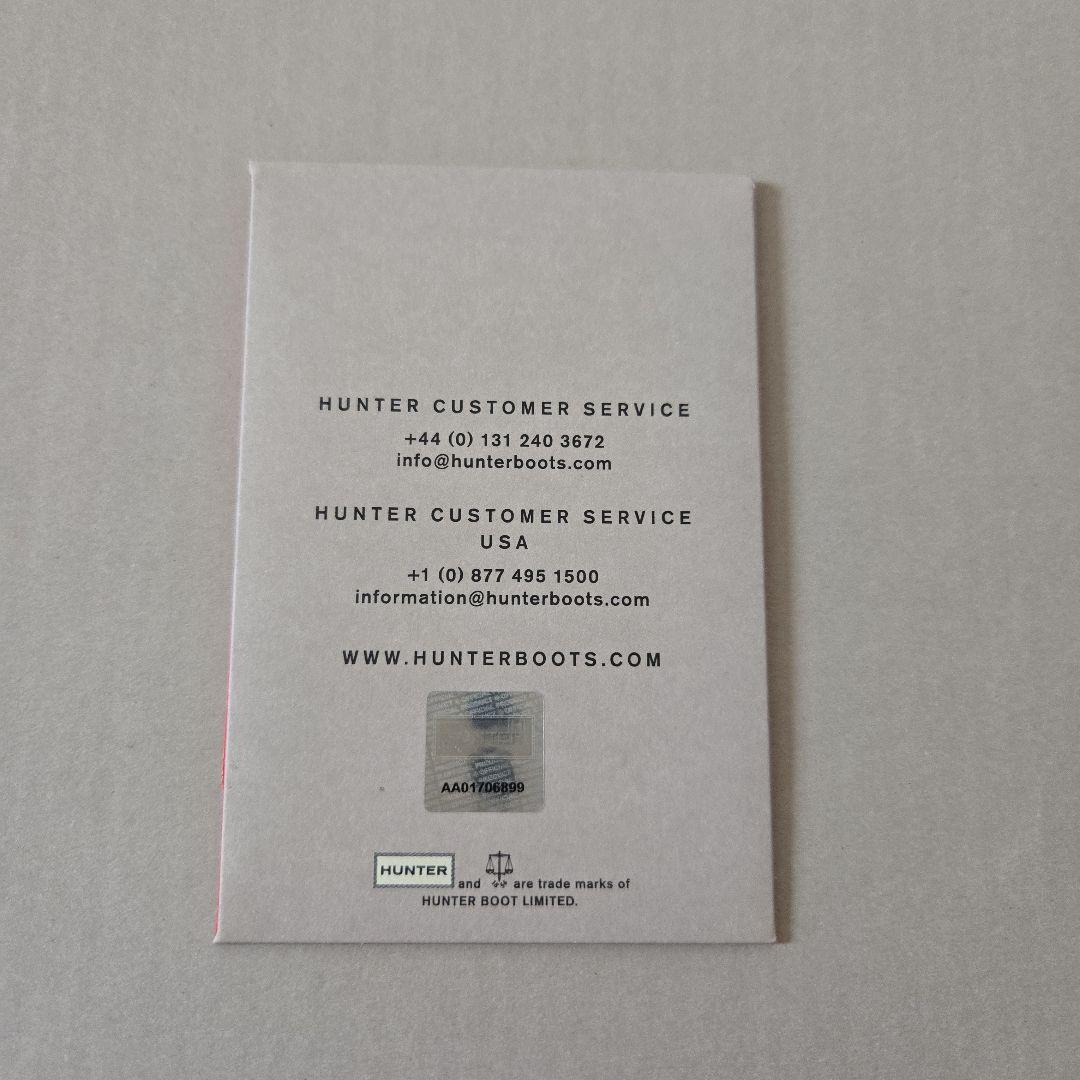 HUNTER CUSTOMER SERVICE
+44 (0) 131 240 3672
info@hunterboots.com
HUNTER CUSTOMER SERVICE
USA
+1 (0) 877 495 1500
information@hunterboots.com
WWW.HUNTERBOOTS.COM
AA01706899
HUNTER and are trade marks of
HUNTER BOOT LIMITED.